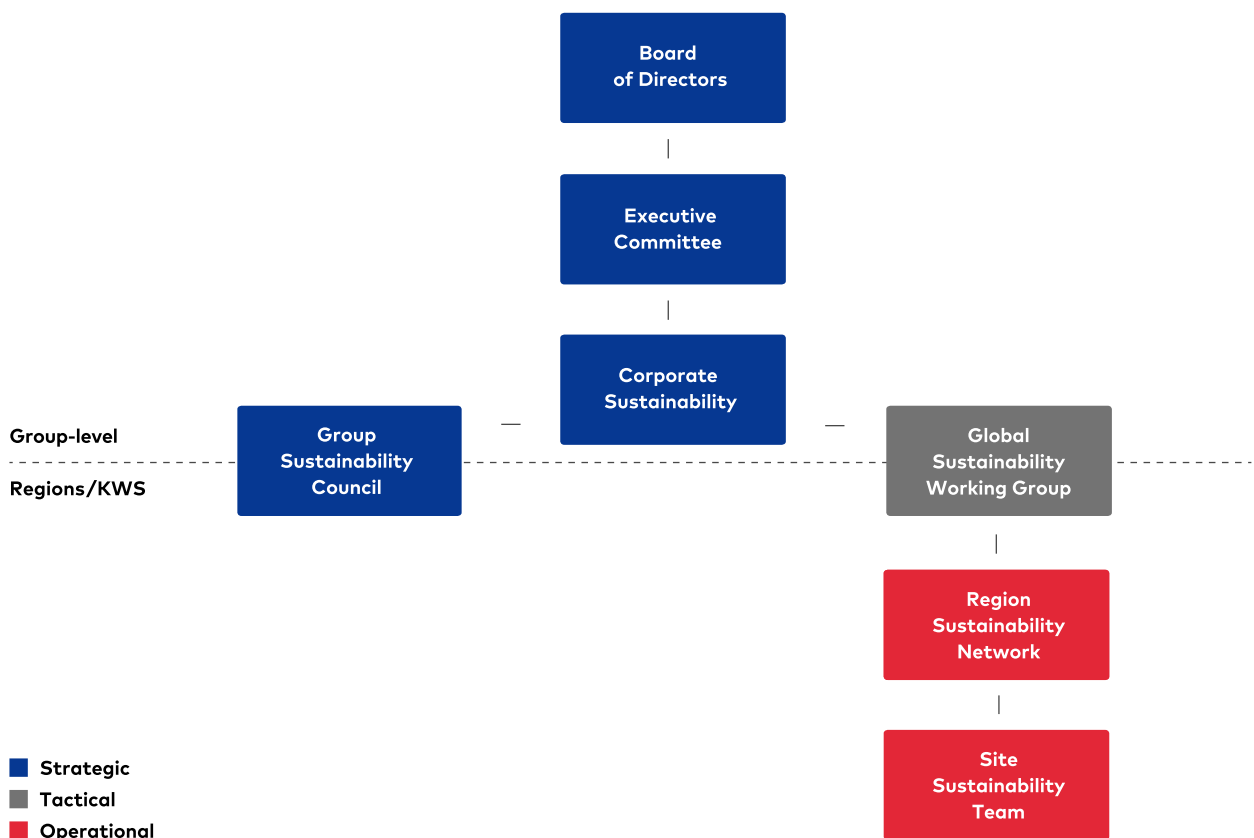 Board
of Directors
Executive
Committee
Corporate
Sustainability
Group-level
Regions/KWS
Group
Sustainability
Council
Global
Sustainability
Working Group
Region
Sustainability
Network
Site
Sustainability
Team
Strategic
Tactical
Operational